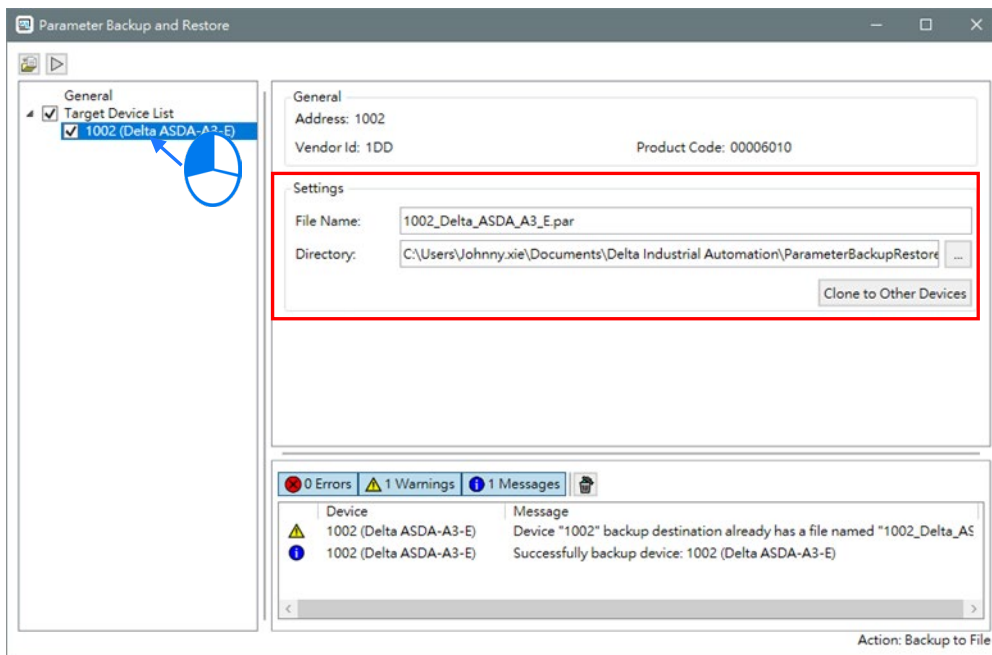 Parameter Backup and Restore
General
Target Device List
1002 (Delta ASDA-A3-E)
General
Address: 1002
Vendor Id: 1DD Product Code: 00006010
Settings
File Name: 1002_Delta_ASDA_A3_E.par
Directory: C:\Users\Johnny.xie\Documents\Delta Industrial Automation\ParameterBackupRestore ...
Clone to Other Devices
0 Errors 1 Warnings 1 Messages
Device Message
1002 (Delta ASDA-A3-E) Device "1002" backup destination already has a file named "1002_Delta_AS
1002 (Delta ASDA-A3-E) Successfully backup device: 1002 (Delta ASDA-A3-E)
Action: Backup to File